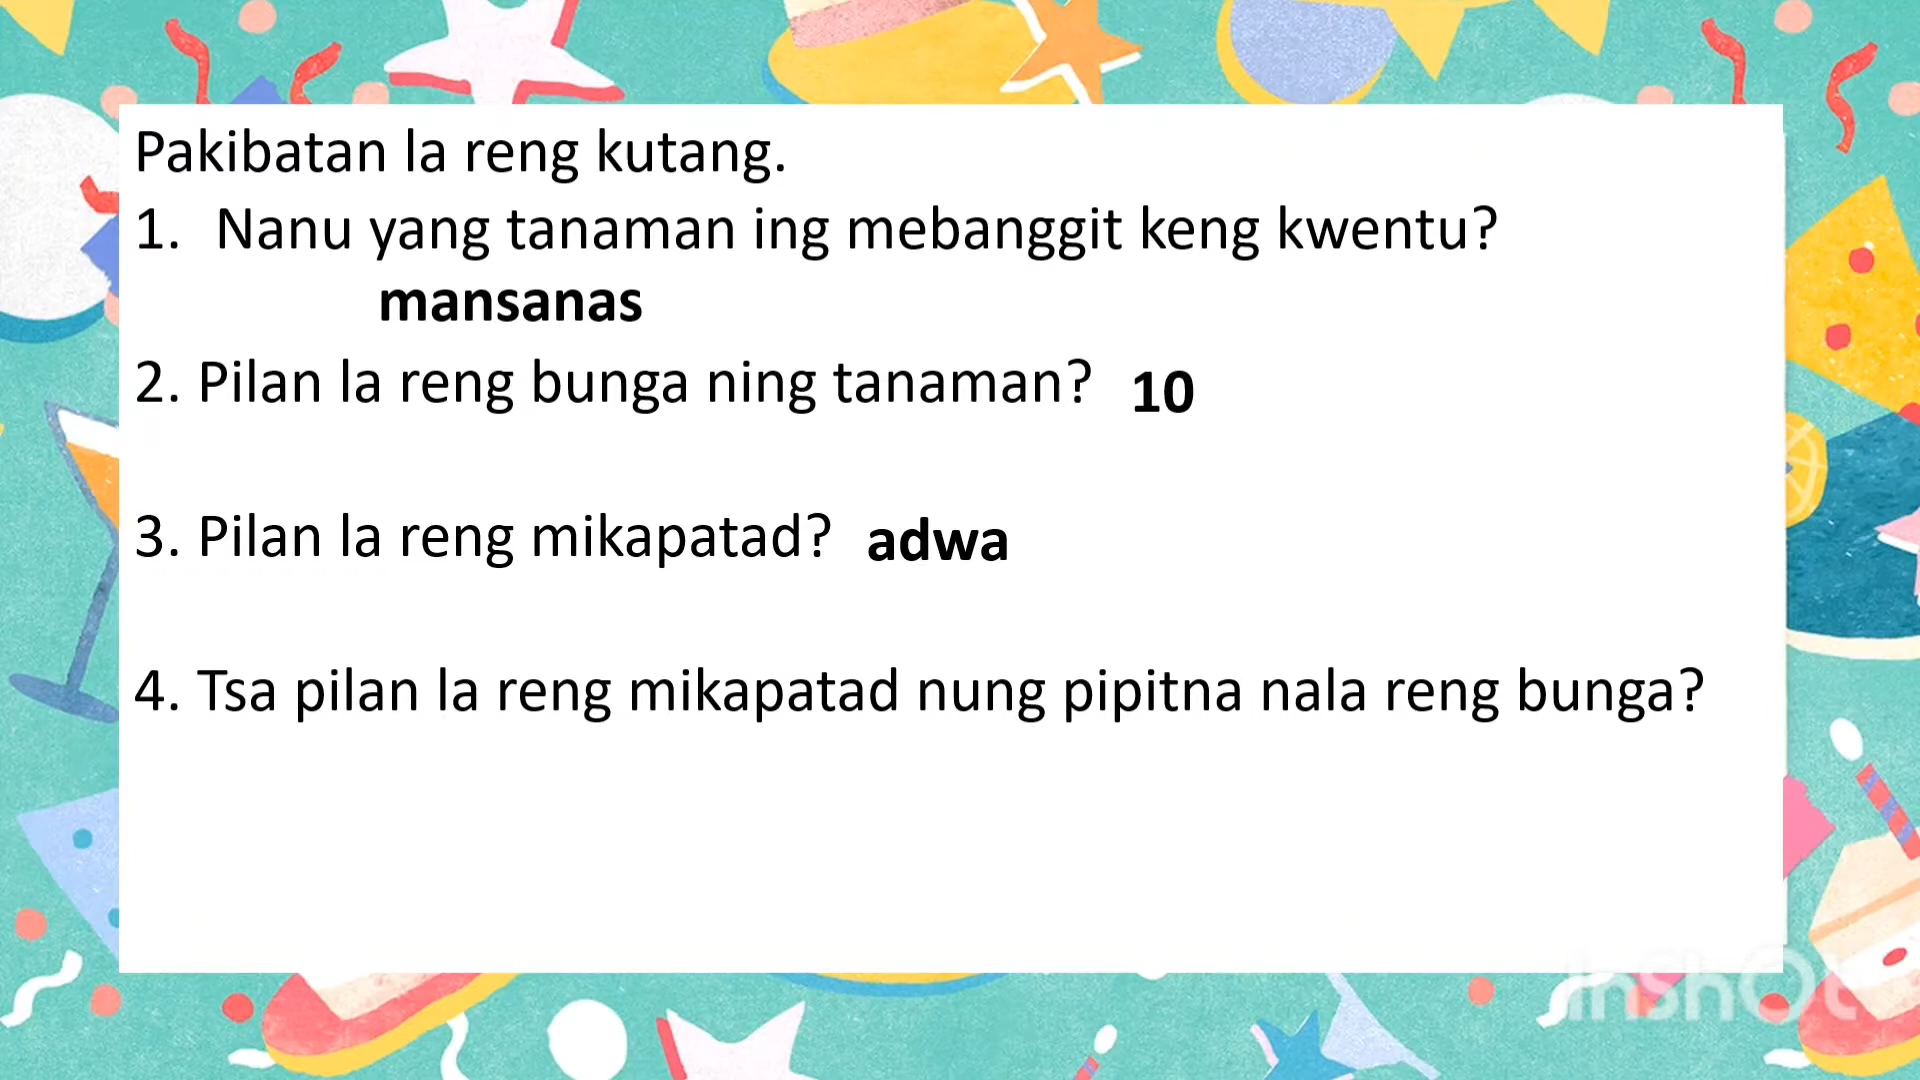 Pakibatan la reng kutang.
1. Nanu yang tanaman ing mebanggit keng kwentu?
mansanas
2. Pilan la reng bunga ning tanaman? 10
3. Pilan la reng mikapatad? adwa
4. Tsa pilan la reng mikapatad nung pipitna nala reng bunga?
InShOt